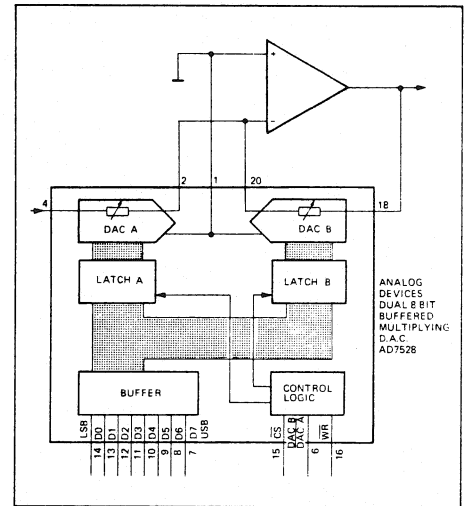 +
−
2
1
20
4
18
DAC A
DAC B
LATCH A
LATCH B
ANALOG
DEVICES
DUAL 8 BIT
BUFFERED
MULTIPLYING
D.A.C.
AD7528
BUFFER
CONTROL
LOGIC
LSB
D0
D1
D2
D3
D4
D5
D6
D7
USB
14
13
12
11
10
9
8
7
CS
DAC B
DAC A
WR
15
6
16